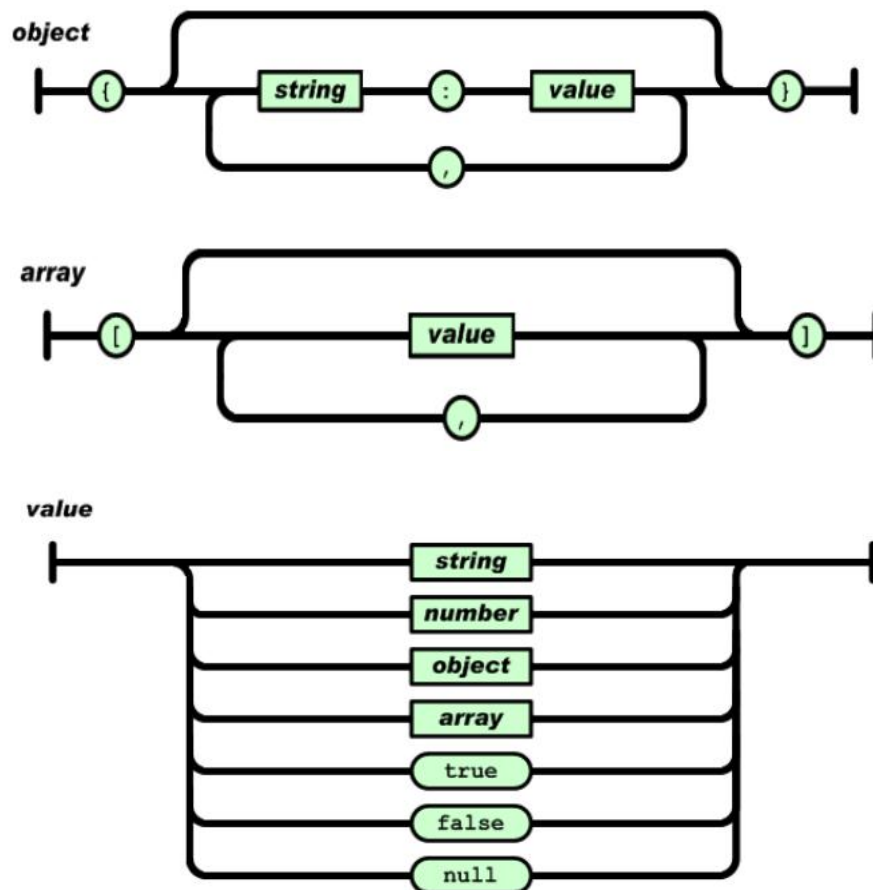 object
{ string : value }
,
array
[ value ]
,
value
string
number
object
array
true
false
null